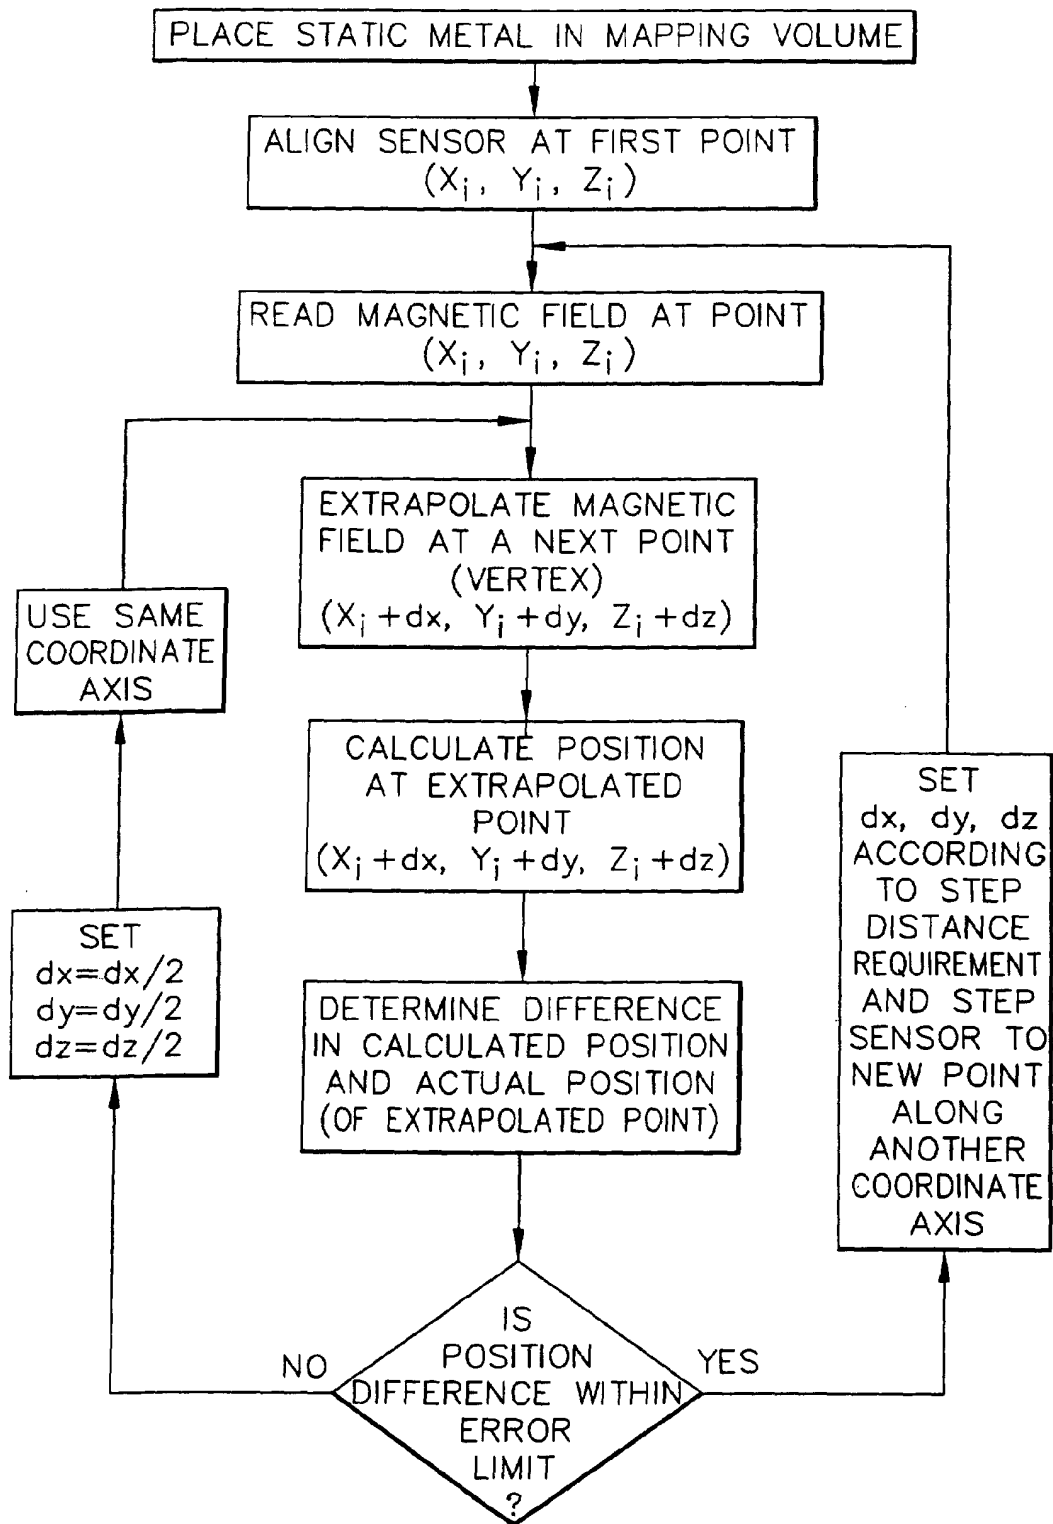 PLACE STATIC METAL IN MAPPING VOLUME
ALIGN SENSOR AT FIRST POINT
(Xi, Yi, Zi)
READ MAGNETIC FIELD AT POINT
(Xi, Yi, Zi)
EXTRAPOLATE MAGNETIC
FIELD AT A NEXT POINT
(VERTEX)
(Xi+dx, Yi+dy, Zi+dz)
USE SAME
COORDINATE
AXIS
CALCULATE POSITION
AT EXTRAPOLATED
POINT
(Xi+dx, Yi+dy, Zi+dz)
SET
dx=dx/2
dy=dy/2
dz=dz/2
DETERMINE DIFFERENCE
IN CALCULATED POSITION
AND ACTUAL POSITION
(OF EXTRAPOLATED POINT)
SET
dx, dy, dz
ACCORDING
TO STEP
DISTANCE
REQUIREMENT
AND STEP
SENSOR TO
NEW POINT
ALONG
ANOTHER
COORDINATE
AXIS
IS
POSITION
DIFFERENCE WITHIN
ERROR
LIMIT
?
NO
YES